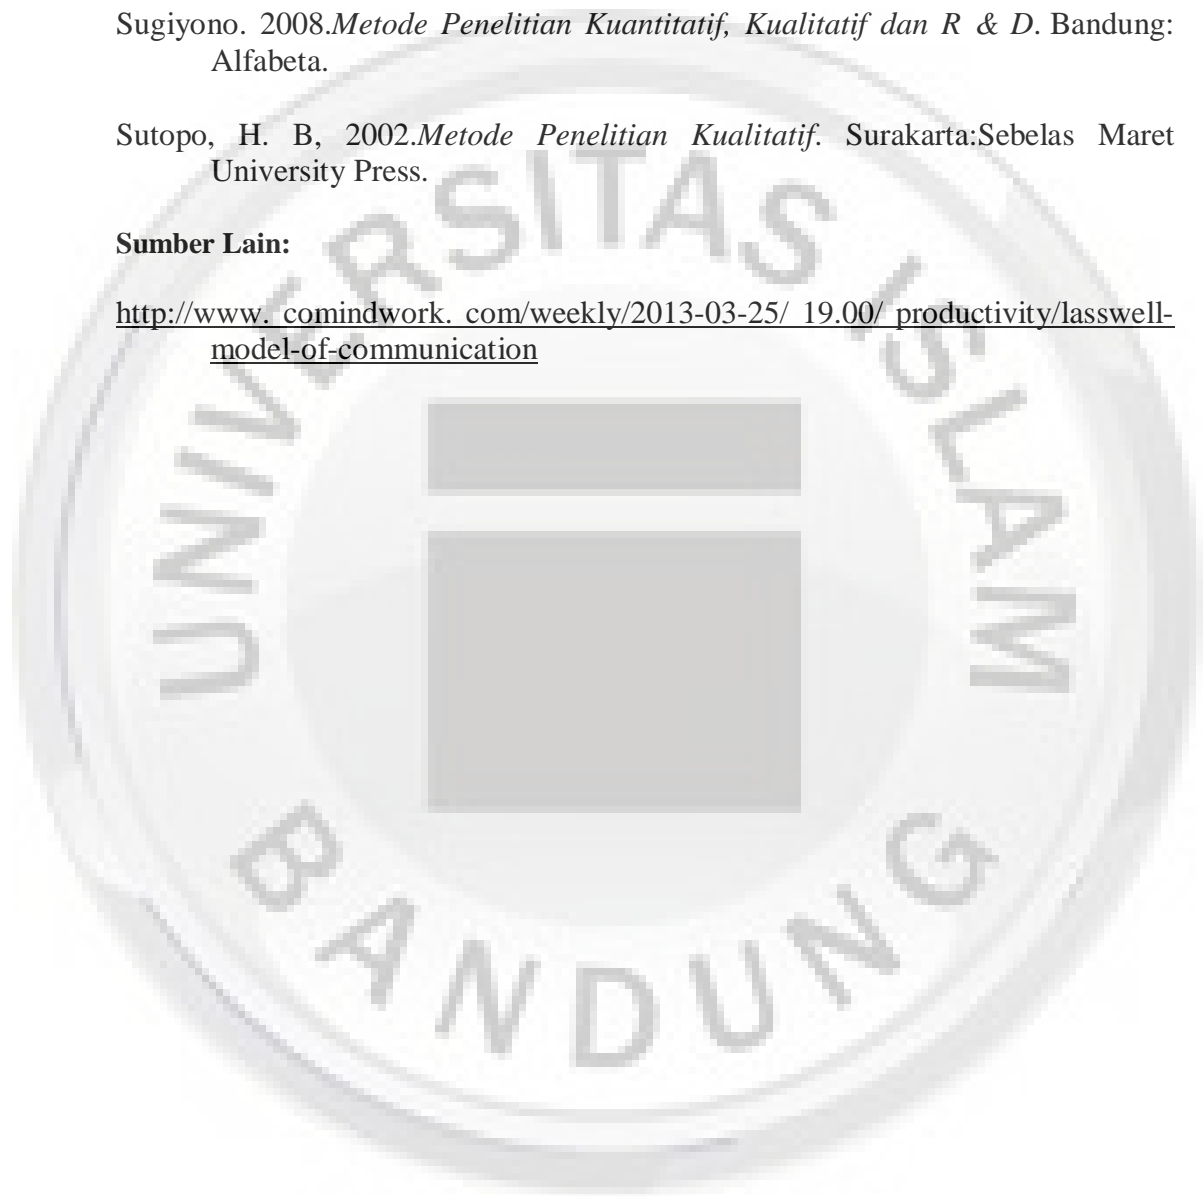 Sugiyono. 2008.Metode Penelitian Kuantitatif, Kualitatif dan R & D. Bandung:
Alfabeta.
Sutopo, H. B, 2002.Metode Penelitian Kualitatif. Surakarta:Sebelas Maret
University Press.
Sumber Lain:
http://www. comindwork. com/weekly/2013-03-25/ 19.00/ productivity/lasswell-
model-of-communication
UNIVERSITAS ISLAM
BANDUNG